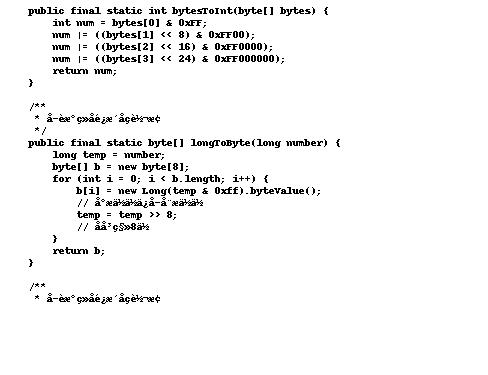 public final static int bytesToInt(byte[] bytes) {
int num = bytes[0] & 0xFF;
num |= ((bytes[1] << 8) & 0xFF00);
num |= ((bytes[2] << 16) & 0xFF0000);
num |= ((bytes[3] << 24) & 0xFF000000);
return num;
}
/**
* å-èæ°ç»åé¿æ´åçè½¬æ¢
*/
public final static byte[] longToByte(long number) {
long temp = number;
byte[] b = new byte[8];
for (int i = 0; i < b.length; i++) {
b[i] = new Long(temp & 0xff).byteValue();
// å°æä½ä½ä¿å-å¨æä½ä½
temp = temp >> 8;
// åå³ç§»8ä½
}
return b;
}
/**
* å-èæ°ç»åé¿æ´åçè½¬æ¢